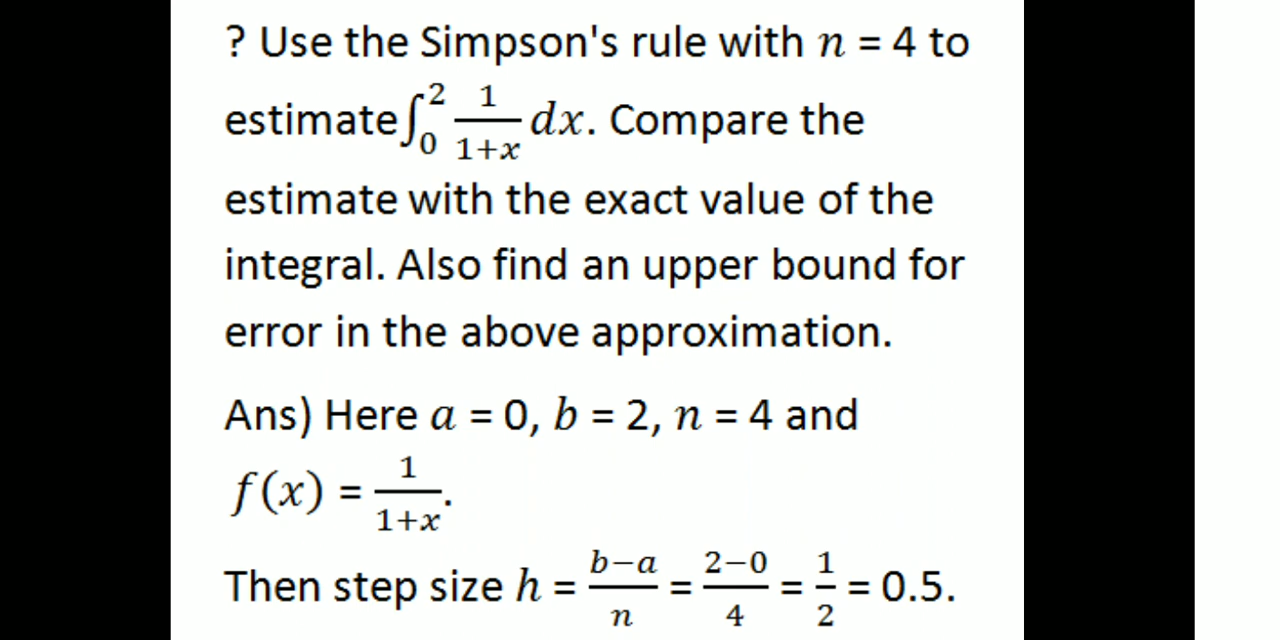 ? Use the Simpson's rule with n = 4 to
estimate ∫₀² 1/(1+x) dx. Compare the
estimate with the exact value of the
integral. Also find an upper bound for
error in the above approximation.
Ans) Here a = 0, b = 2, n = 4 and
f(x) = 1/(1+x).
Then step size h = (b−a)/n = (2−0)/4 = 1/2 = 0.5.